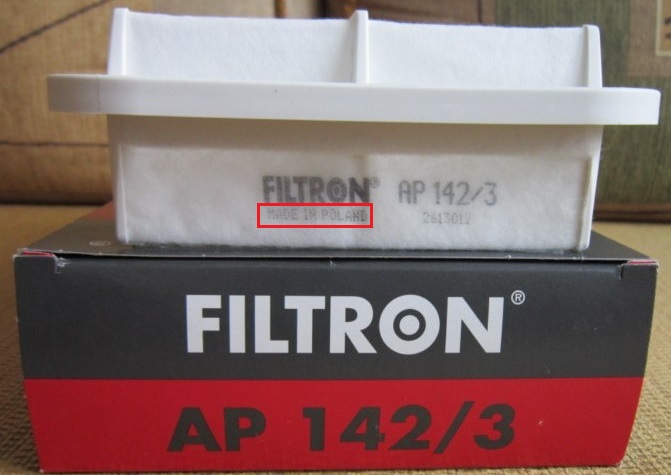 FILTRON® AP 142/3
MADE IN POLAND 2613012
FILTRON®
AP 142/3